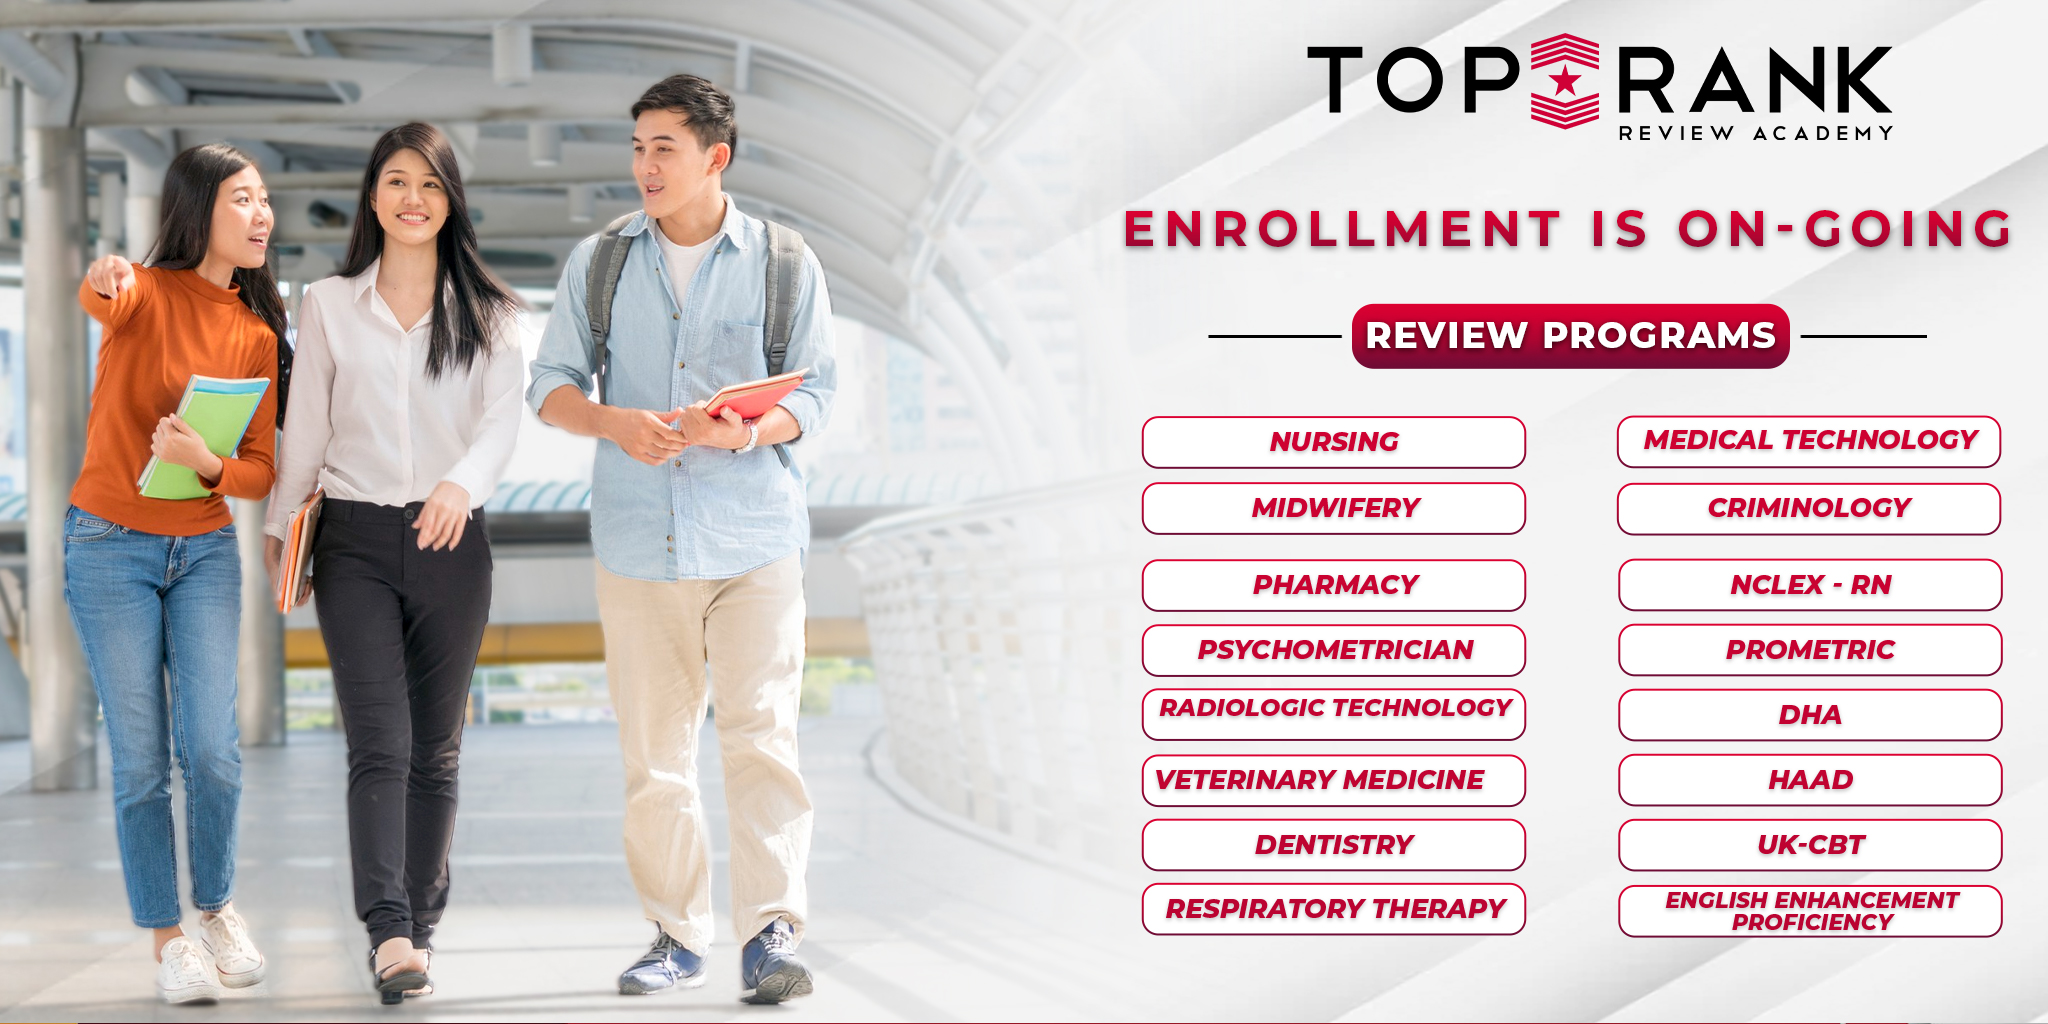 TOP RANK
REVIEW ACADEMY
ENROLLMENT IS ON-GOING
REVIEW PROGRAMS
NURSING
MIDWIFERY
PHARMACY
PSYCHOMETRICIAN
RADIOLOGIC TECHNOLOGY
VETERINARY MEDICINE
DENTISTRY
RESPIRATORY THERAPY
MEDICAL TECHNOLOGY
CRIMINOLOGY
NCLEX - RN
PROMETRIC
DHA
HAAD
UK-CBT
ENGLISH ENHANCEMENT
PROFICIENCY